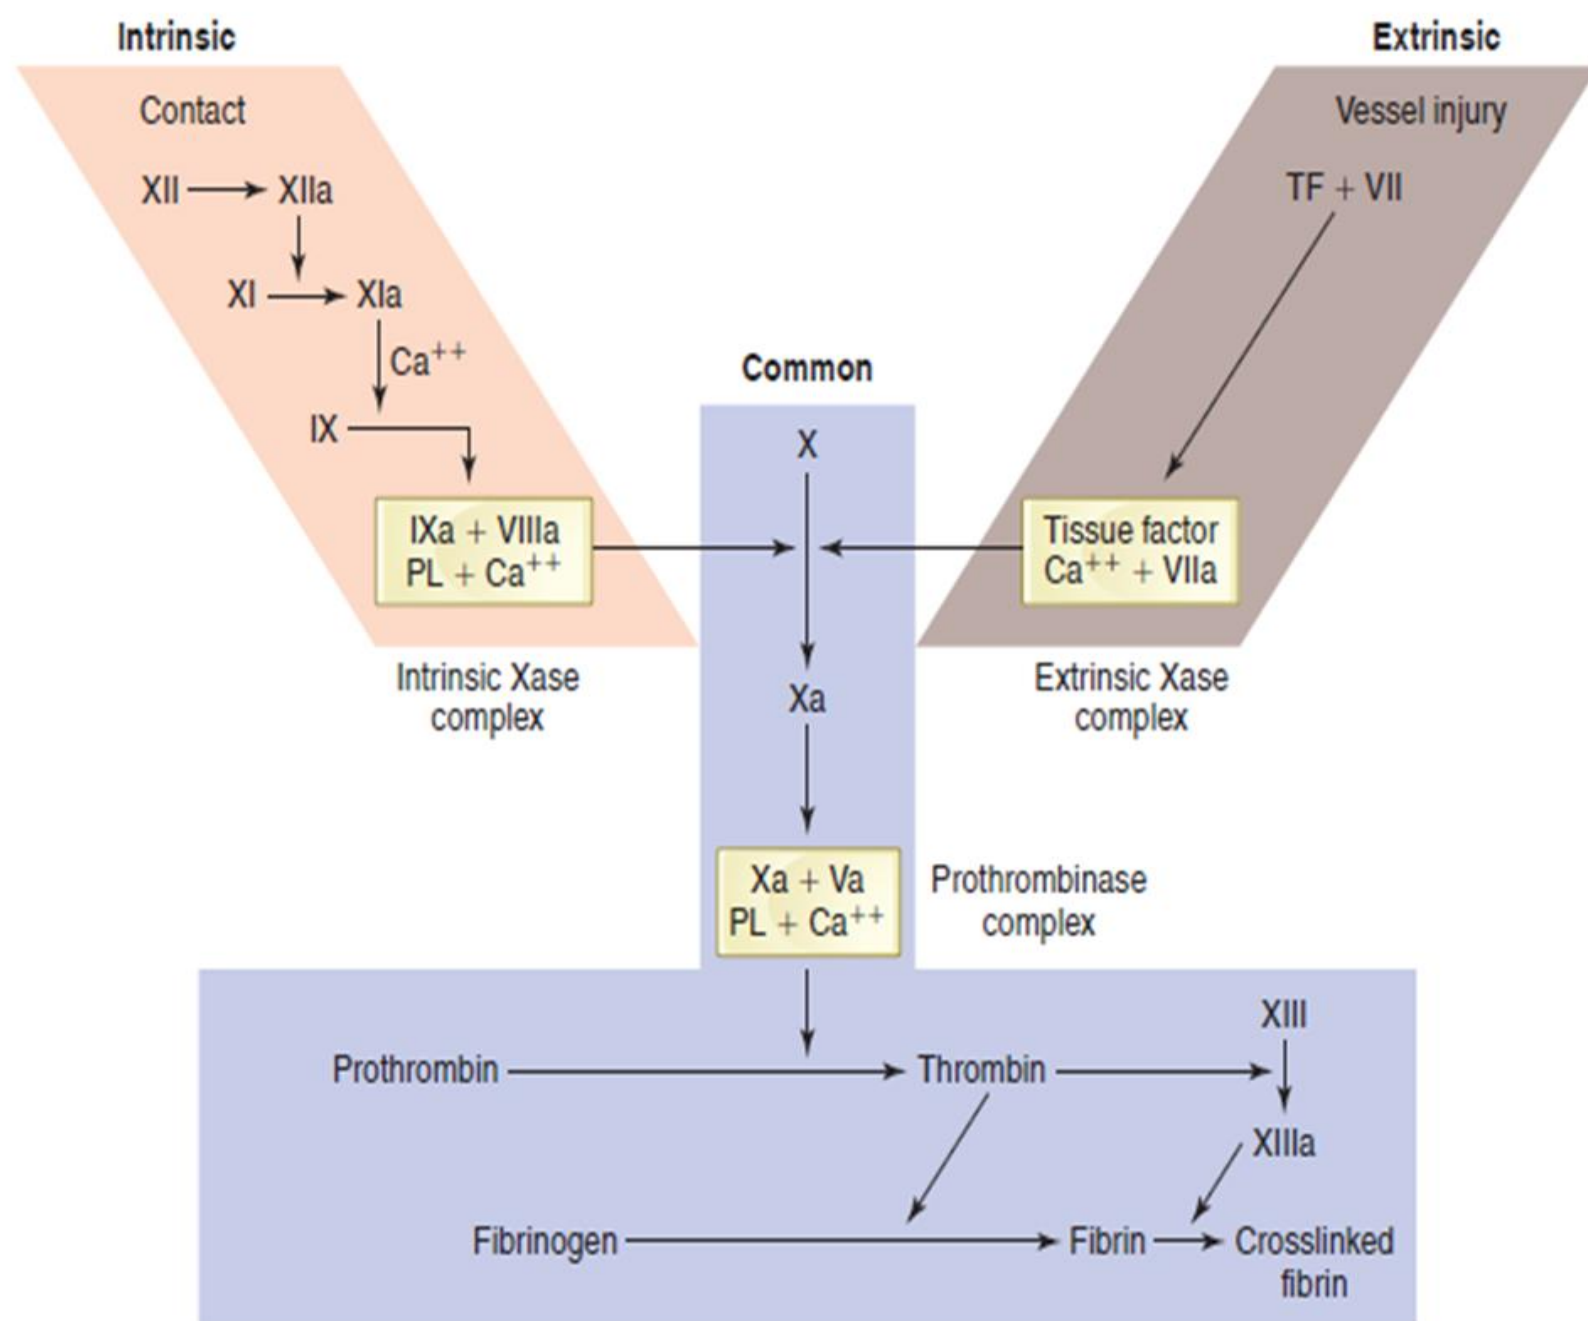 Intrinsic
Extrinsic
Contact
Vessel injury
XII
XIIa
TF + VII
XI
XIa
Ca++
Common
IX
X
IXa + VIIIa
PL + Ca++
Tissue factor
Ca++ + VIIa
Intrinsic Xase
complex
Xa
Extrinsic Xase
complex
Xa + Va
PL + Ca++
Prothrombinase
complex
XIII
Prothrombin
Thrombin
XIIIa
Fibrinogen
Fibrin
Crosslinked
fibrin